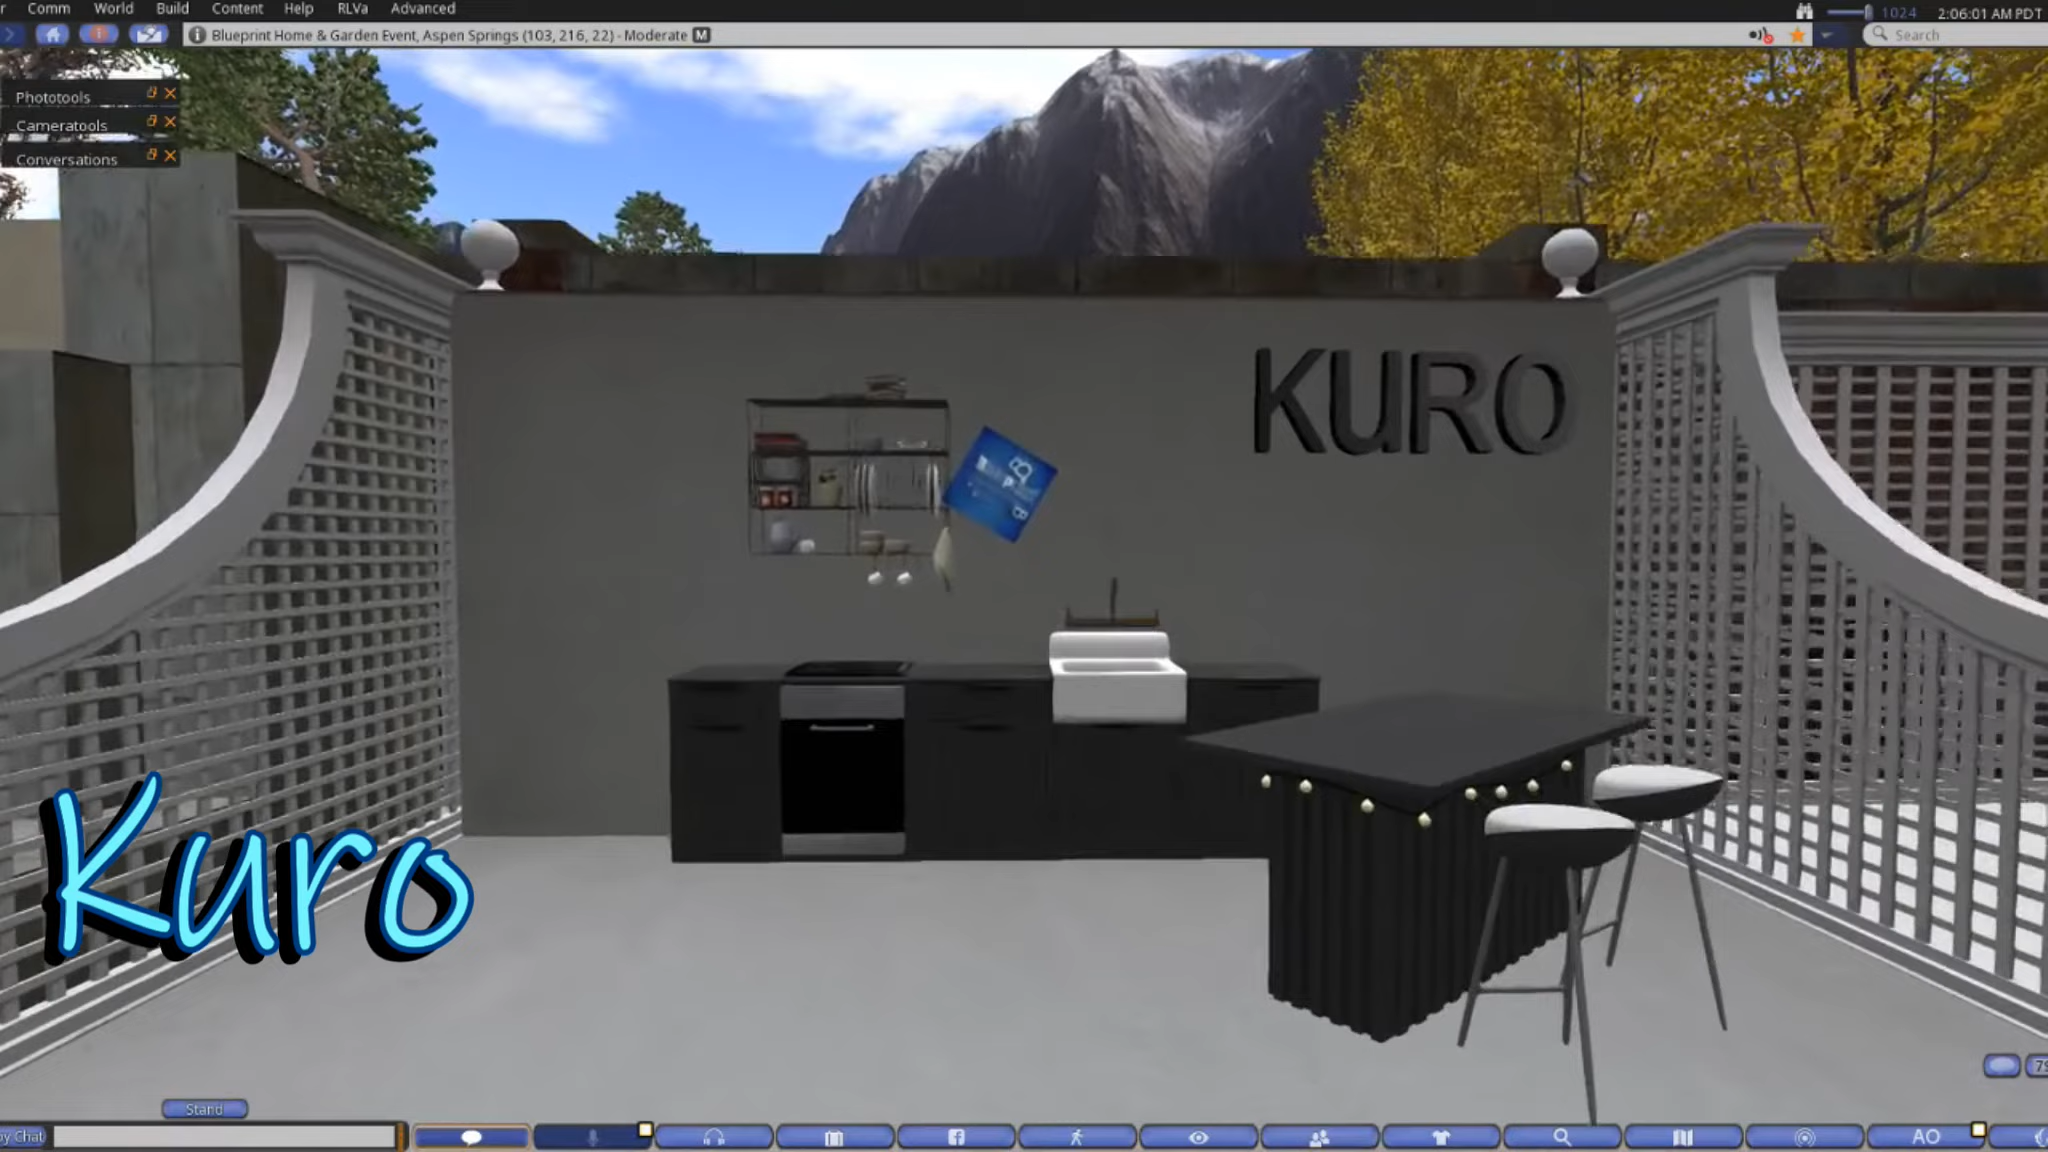 Comm World Build Content Help RLVa Advanced
1024 2:06:01 AM PDT
Blueprint Home & Garden Event, Aspen Springs (103, 216, 22) - Moderate M
Search
Phototools
Cameratools
Conversations
KURO
Kuro
Stand
by Chat
AO